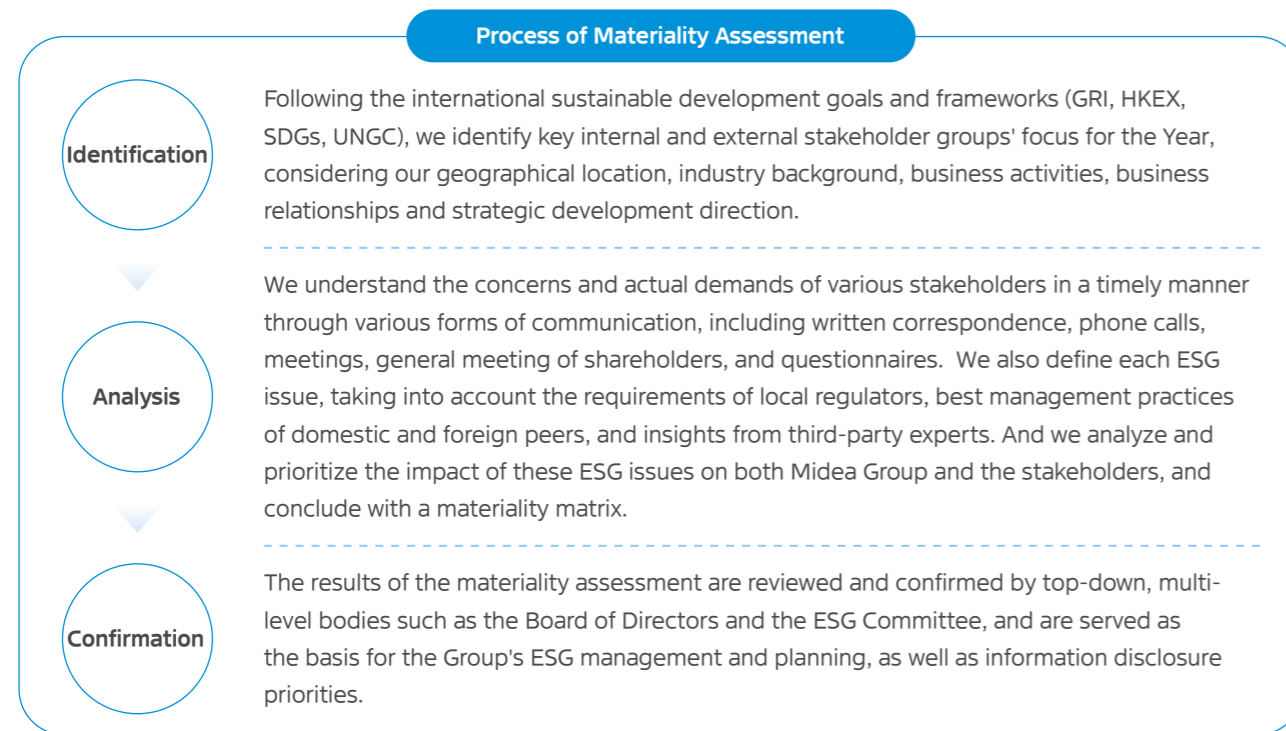 Process of Materiality Assessment
Identification
Following the international sustainable development goals and frameworks (GRI, HKEX,
SDGs, UNGC), we identify key internal and external stakeholder groups' focus for the Year,
considering our geographical location, industry background, business activities, business
relationships and strategic development direction.
Analysis
We understand the concerns and actual demands of various stakeholders in a timely manner
through various forms of communication, including written correspondence, phone calls,
meetings, general meeting of shareholders, and questionnaires.  We also define each ESG
issue, taking into account the requirements of local regulators, best management practices
of domestic and foreign peers, and insights from third-party experts. And we analyze and
prioritize the impact of these ESG issues on both Midea Group and the stakeholders, and
conclude with a materiality matrix.
Confirmation
The results of the materiality assessment are reviewed and confirmed by top-down, multi-
level bodies such as the Board of Directors and the ESG Committee, and are served as
the basis for the Group's ESG management and planning, as well as information disclosure
priorities.